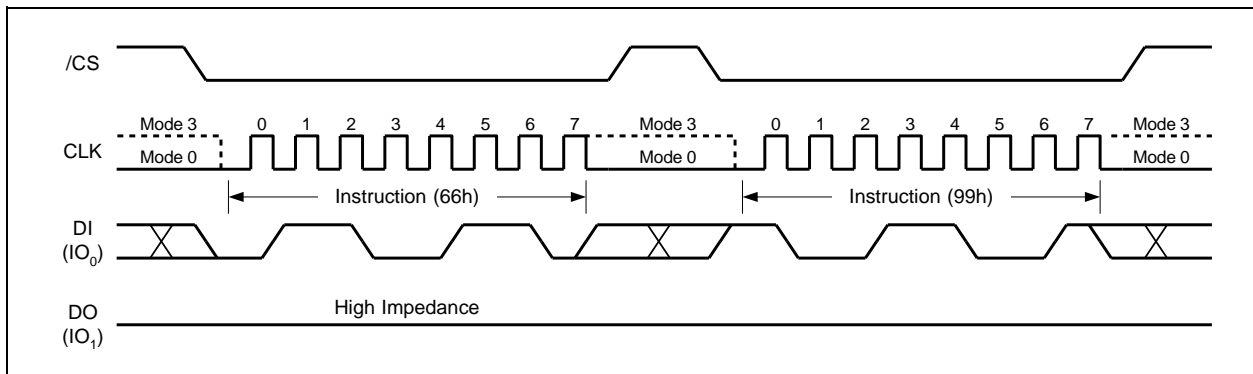 /CS
Mode 3 0 1 2 3 4 5 6 7 Mode 3 0 1 2 3 4 5 6 7 Mode 3
CLK Mode 0 Mode 0 Mode 0
Instruction (66h) Instruction (99h)
DI
(IO₀)
High Impedance
DO
(IO₁)